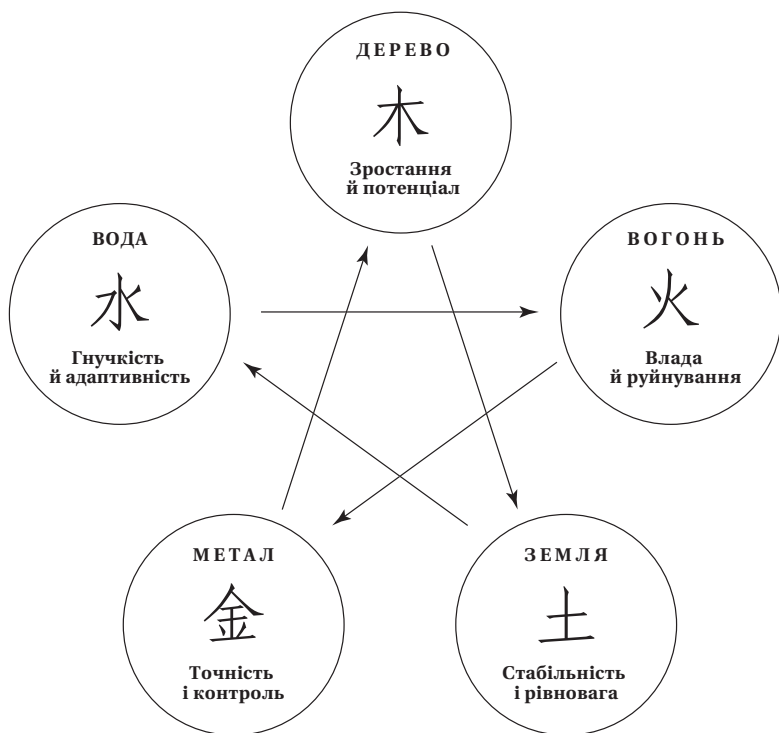 ДЕРЕВО
木
Зростання
й потенціал
ВОДА
水
Гнучкість
й адаптивність
ВОГОНЬ
火
Влада
й руйнування
МЕТАЛ
金
Точність
і контроль
ЗЕМЛЯ
土
Стабільність
і рівновага